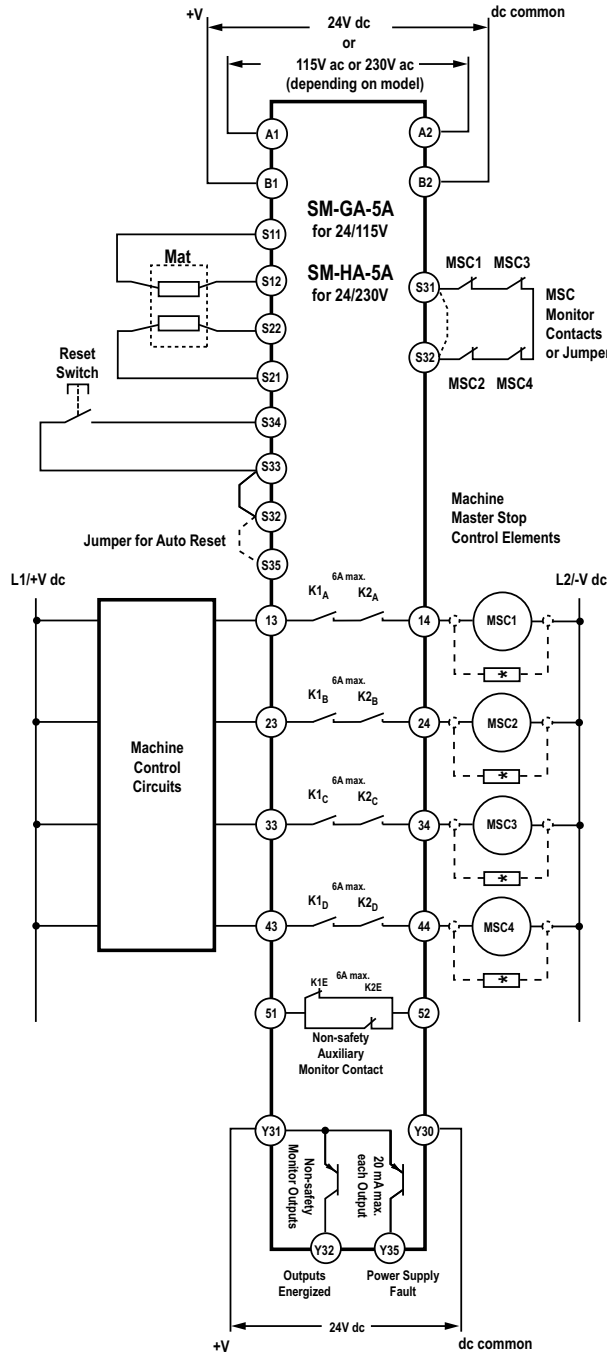 +V
24V dc
dc common
or
115V ac or 230V ac
(depending on model)
A1
A2
B1
B2
SM-GA-5A
for 24/115V
SM-HA-5A
for 24/230V
S11
Mat
S12
S22
S21
Reset
Switch
S34
S33
S32
Jumper for Auto Reset
S35
MSC1
MSC3
S31
MSC
Monitor
Contacts
or Jumper
S32
MSC2
MSC4
Machine
Master Stop
Control Elements
L1/+V dc
L2/-V dc
Machine
Control
Circuits
6A max.
K1A
K2A
13
14
MSC1
*
6A max.
K1B
K2B
23
24
MSC2
*
6A max.
K1C
K2C
33
34
MSC3
*
6A max.
K1D
K2D
43
44
MSC4
*
6A max.
K1E
K2E
51
52
Non-safety
Auxiliary
Monitor Contact
Y31
Y30
Non-safety
Monitor Outputs
20 mA max.
each Output
Y32
Y35
Outputs
Energized
Power Supply
Fault
24V dc
+V
dc common